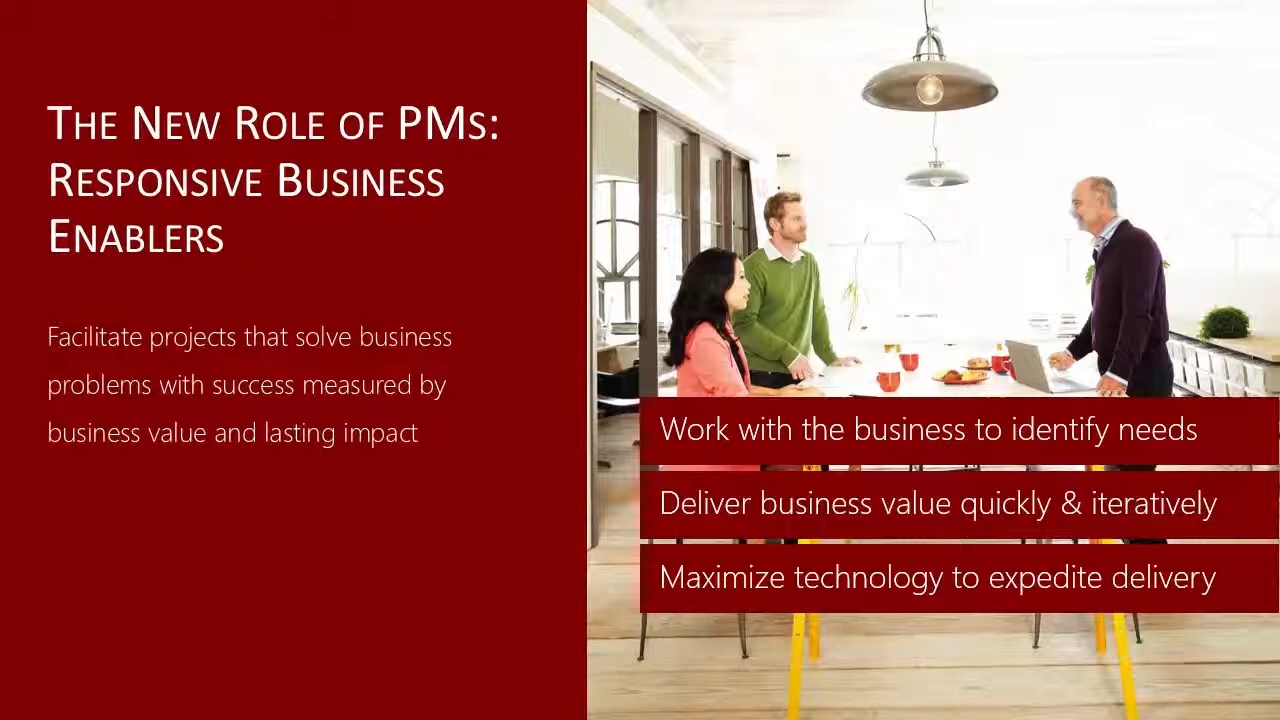 The New Role of PMs:
Responsive Business
Enablers
Facilitate projects that solve business
problems with success measured by
business value and lasting impact
Work with the business to identify needs
Deliver business value quickly & iteratively
Maximize technology to expedite delivery